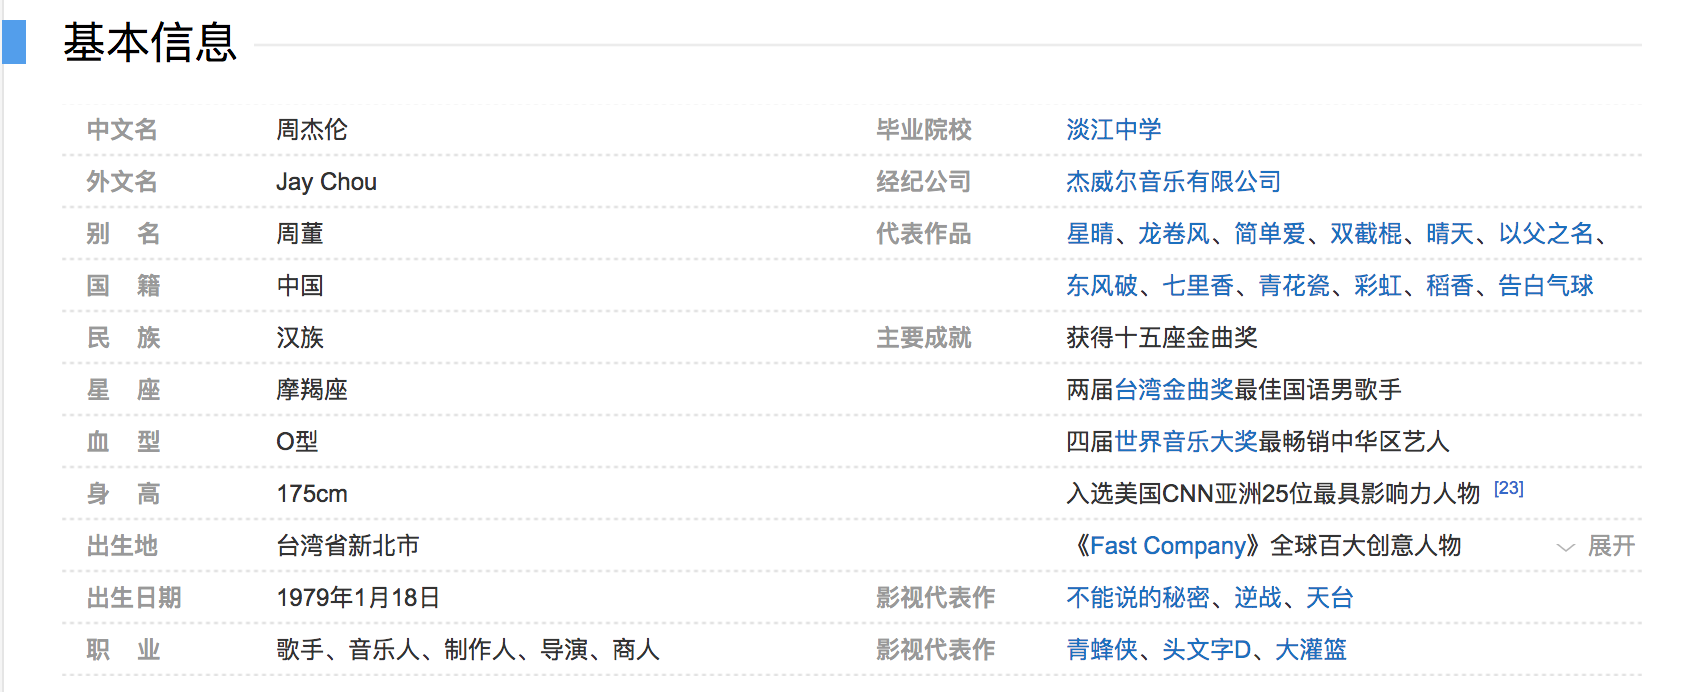 基本信息
中文名 周杰伦 毕业院校 淡江中学
外文名 Jay Chou 经纪公司 杰威尔音乐有限公司
别 名 周董 代表作品 星晴、龙卷风、简单爱、双截棍、晴天、以父之名、
国 籍 中国 东风破、七里香、青花瓷、彩虹、稻香、告白气球
民 族 汉族 主要成就 获得十五座金曲奖
星 座 摩羯座 两届台湾金曲奖最佳国语男歌手
血 型 O型 四届世界音乐大奖最畅销中华区艺人
身 高 175cm 入选美国CNN亚洲25位最具影响力人物 [23]
出生地 台湾省新北市 《Fast Company》全球百大创意人物 展开
出生日期 1979年1月18日 影视代表作 不能说的秘密、逆战、天台
职 业 歌手、音乐人、制作人、导演、商人 影视代表作 青蜂侠、头文字D、大灌篮